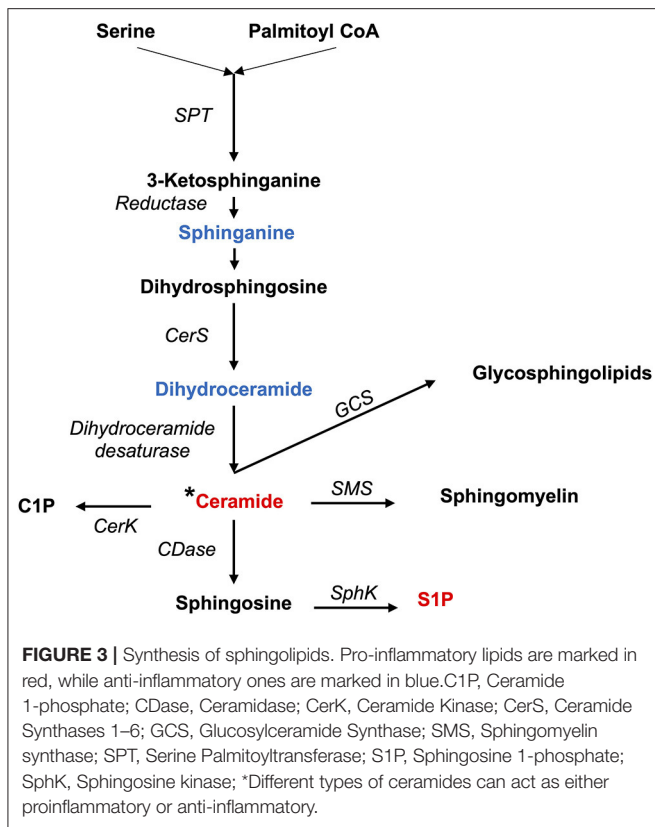 Serine Palmitoyl CoA
SPT
3-Ketosphinganine
Reductase
Sphinganine
Dihydrosphingosine
CerS
Dihydroceramide
Glycosphingolipids
GCS
Dihydroceramide
desaturase
C1P
*Ceramide
SMS
Sphingomyelin
CerK
CDase
Sphingosine
SphK
S1P
FIGURE 3 | Synthesis of sphingolipids. Pro-inflammatory lipids are marked in
red, while anti-inflammatory ones are marked in blue.C1P, Ceramide
1-phosphate; CDase, Ceramidase; CerK, Ceramide Kinase; CerS, Ceramide
Synthases 1–6; GCS, Glucosylceramide Synthase; SMS, Sphingomyelin
synthase; SPT, Serine Palmitoyltransferase; S1P, Sphingosine 1-phosphate;
SphK, Sphingosine kinase; *Different types of ceramides can act as either
proinflammatory or anti-inflammatory.